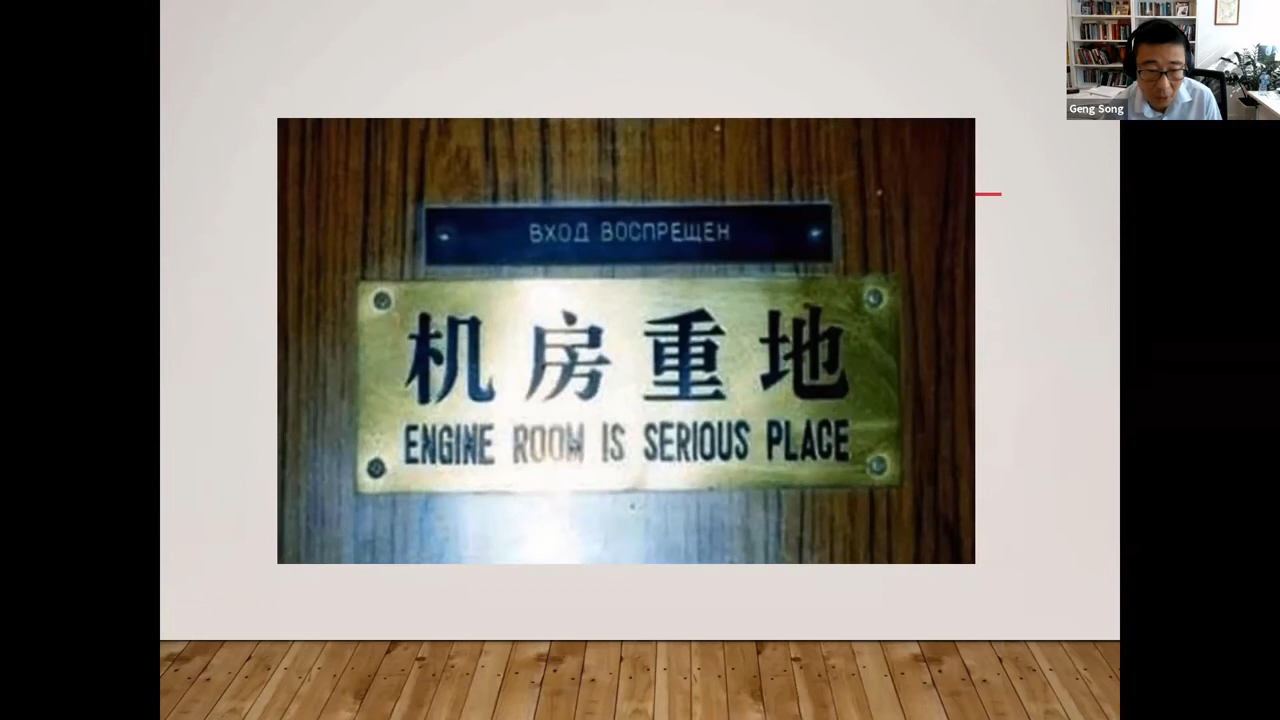 Geng Song
ВХОД ВОСПРЕЩЕН
机房重地
ENGINE ROOM IS SERIOUS PLACE